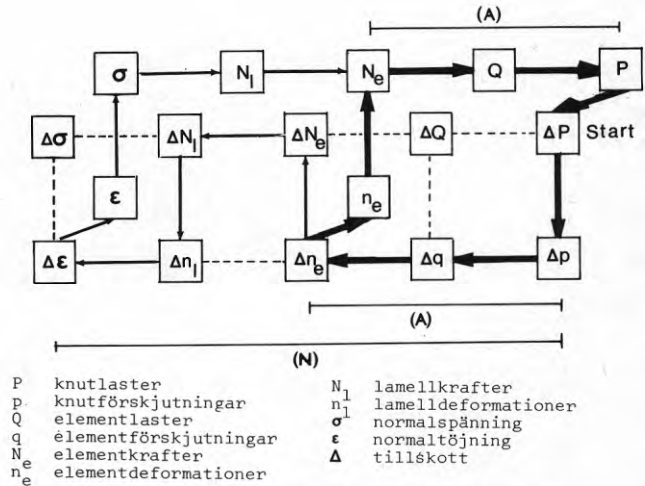 (A)
σ N_l N_e Q P
Δσ ΔN_l ΔN_e ΔQ ΔP Start
ε n_e
Δε Δn_l Δn_e Δq Δp
(A)
(N)
P knutlaster
p knutförskjutningar
Q elementlaster
q elementförskjutningar
N_e elementkrafter
n_e elementdeformationer
N_l lamellkrafter
n_l lamelldeformationer
σ normalspänning
ε normaltöjning
Δ tillskott